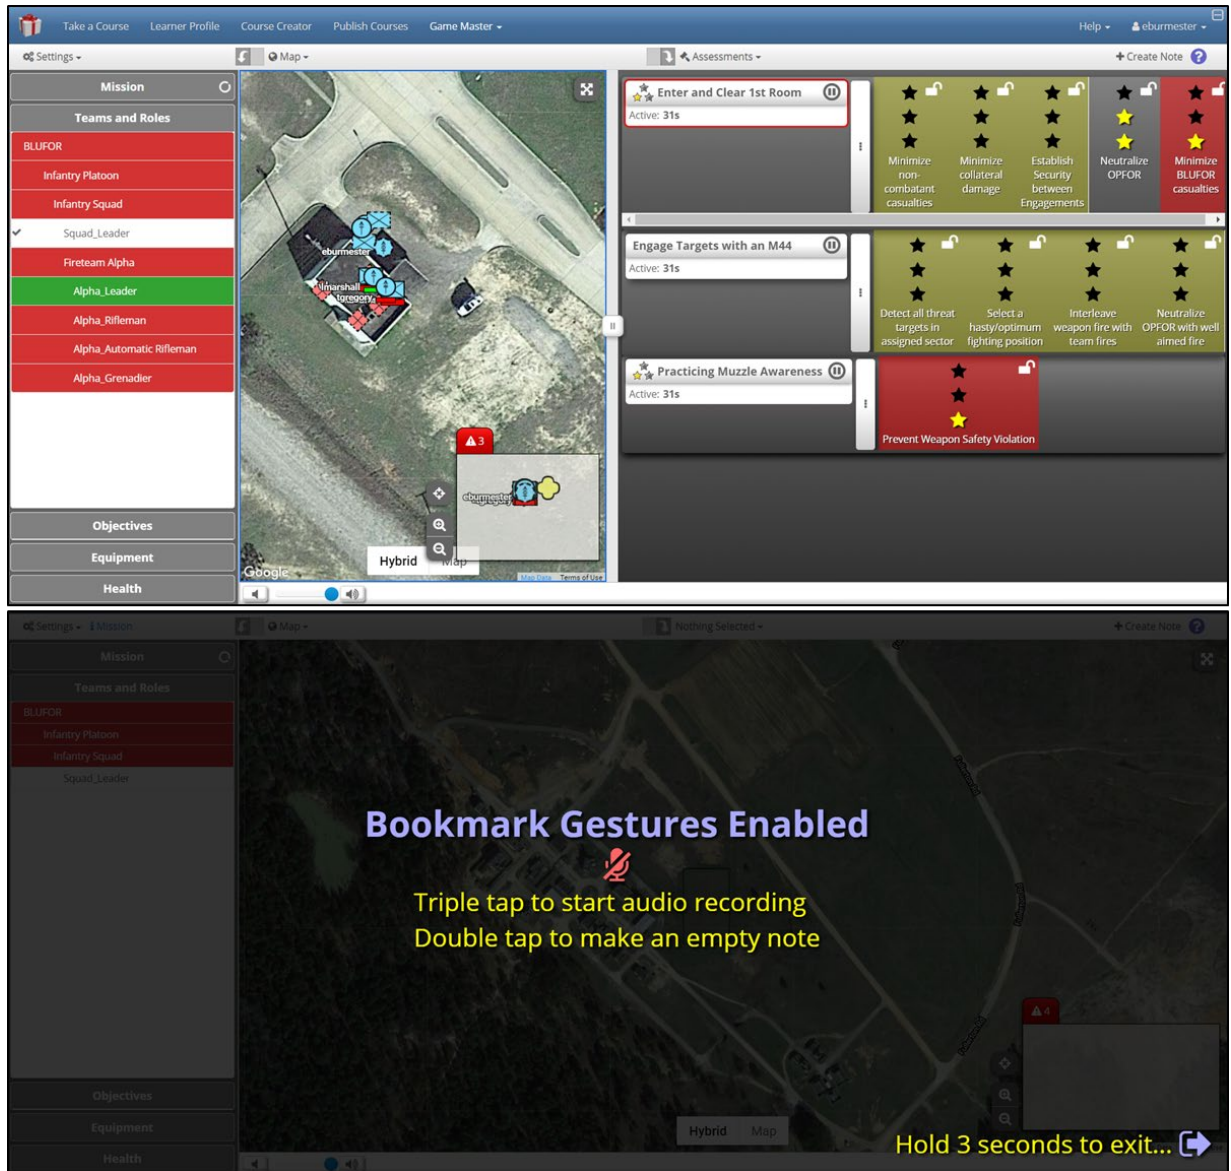 Take a Course Learner Profile Course Creator Publish Courses Game Master Help eburmester
Settings Map Assessments + Create Note ?
Mission
Teams and Roles
BLUFOR
Infantry Platoon
Infantry Squad
Squad_Leader
Fireteam Alpha
Alpha_Leader
Alpha_Rifleman
Alpha_Automatic Rifleman
Alpha_Grenadier
Objectives
Equipment
Health
eburmester
lmarshall
tgregory
3
eburmester
Hybrid Map
Google
Map Data Terms of Use
Enter and Clear 1st Room
Active: 31s
Minimize
non-
combatant
casualties
Minimize
collateral
damage
Establish
Security
between
Engagements
Neutralize
OPFOR
Minimize
BLUFOR
casualties
Engage Targets with an M44
Active: 31s
Detect all threat
targets in
assigned sector
Select a
hasty/optimum
fighting position
Interleave
weapon fire with
team fires
Neutralize
OPFOR with well
aimed fire
Practicing Muzzle Awareness
Active: 31s
Prevent Weapon Safety Violation
Settings Mission Map Nothing Selected + Create Note ?
Mission
Teams and Roles
BLUFOR
Infantry Platoon
Infantry Squad
Squad_Leader
Bookmark Gestures Enabled
Triple tap to start audio recording
Double tap to make an empty note
4
Objectives
Equipment
Health
Hybrid Map
Hold 3 seconds to exit...